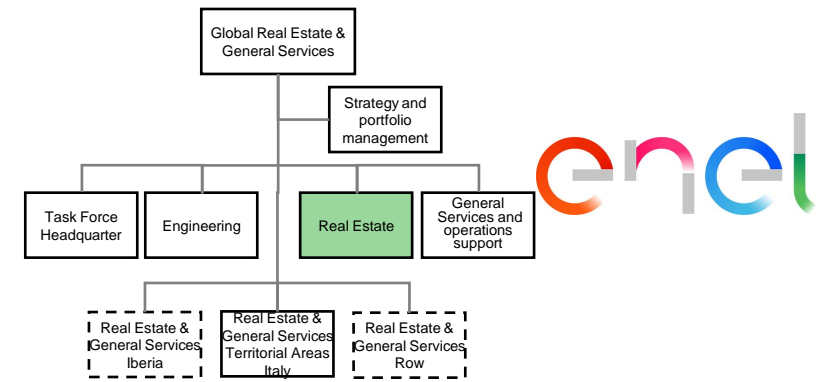 Global Real Estate &
General Services
Strategy and
portfolio
management
enel
Task Force
Headquarter
Engineering
Real Estate
General
Services and
operations
support
Real Estate &
General Services
Iberia
Real Estate &
General Services
Territorial Areas
Italy
Real Estate &
General Services
Row